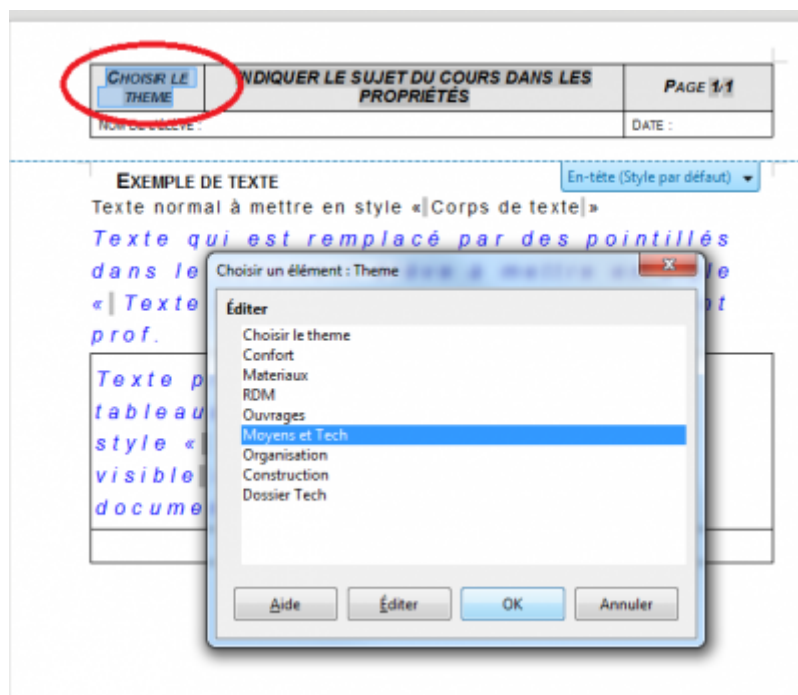 CHOISIR LE
THEME
INDIQUER LE SUJET DU COURS DANS LES
PROPRIÉTÉS
PAGE 1/1
NOM DE L'ÉLÈVE :
DATE :
EXEMPLE DE TEXTE
En-tête (Style par défaut)
Texte normal à mettre en style « Corps de texte »
Texte qui est remplacé par des pointillés
dans le
« Texte
prof.
Texte
tableau
style «
visible
docume
Choisir un élément : Theme
Éditer
Choisir le theme
Confort
Materiaux
RDM
Ouvrages
Moyens et Tech
Organisation
Construction
Dossier Tech
Aide Éditer OK Annuler